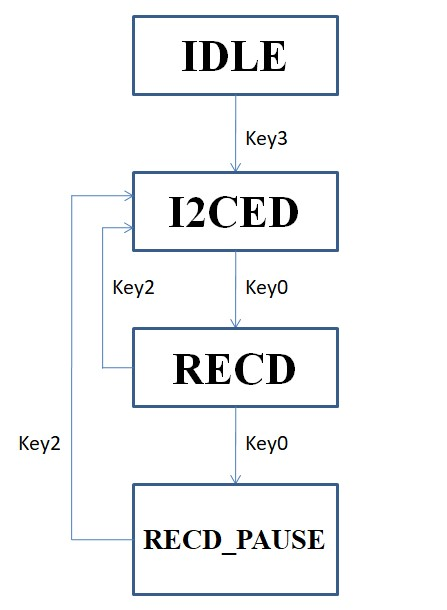 IDLE
Key3
I2CED
Key2
Key0
RECD
Key2
Key0
RECD_PAUSE